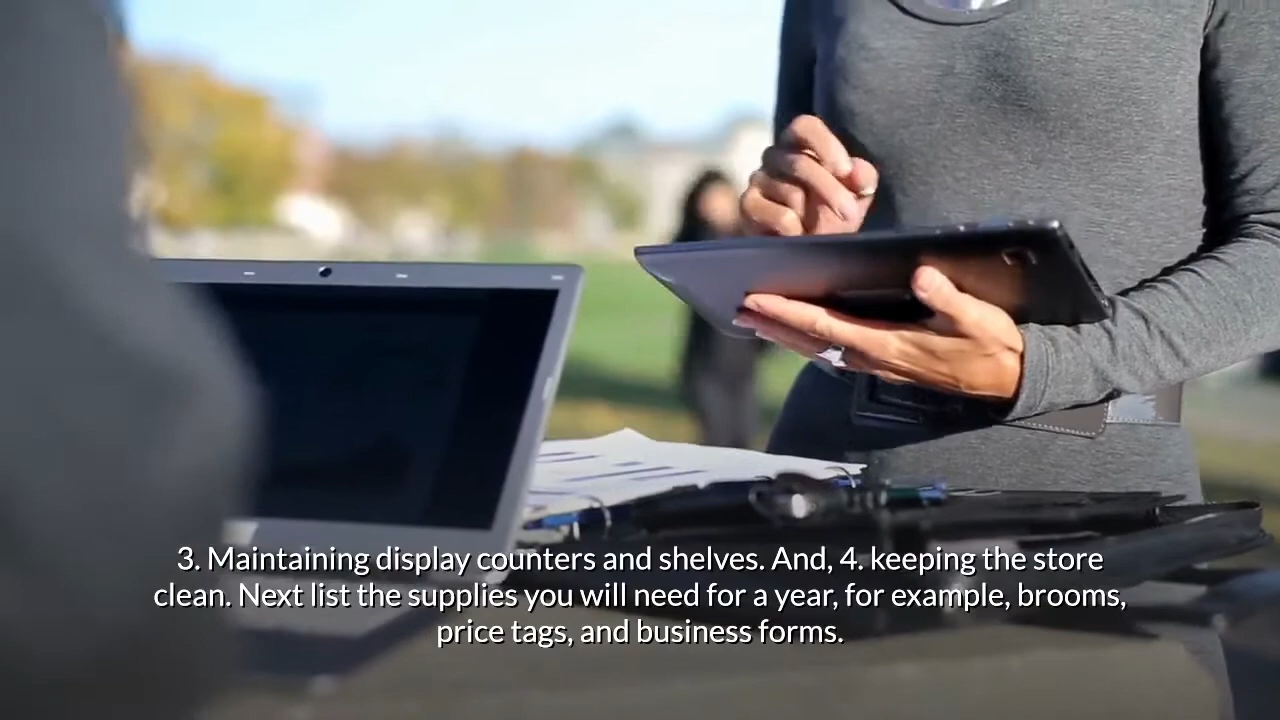 3. Maintaining display counters and shelves. And, 4. keeping the store
clean. Next list the supplies you will need for a year, for example, brooms,
price tags, and business forms.